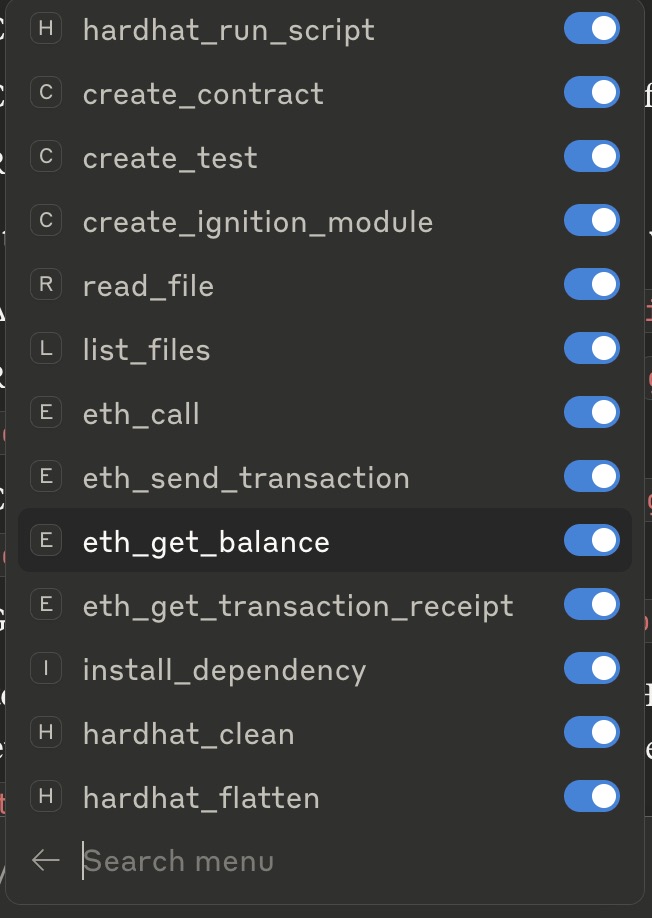 H hardhat_run_script
C create_contract
C create_test
C create_ignition_module
R read_file
L list_files
E eth_call
E eth_send_transaction
E eth_get_balance
E eth_get_transaction_receipt
I install_dependency
H hardhat_clean
H hardhat_flatten
Search menu